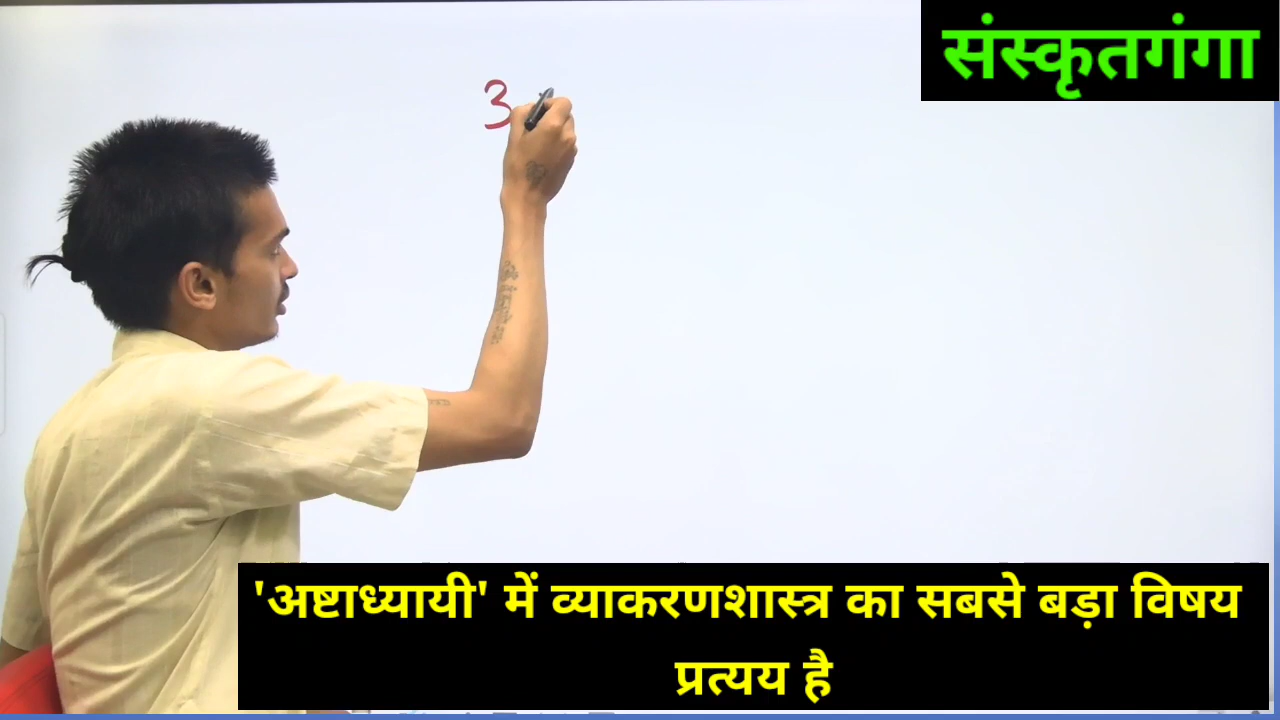 संस्कृतगंगा
3
'अष्टाध्यायी' में व्याकरणशास्त्र का सबसे बड़ा विषय
प्रत्यय है